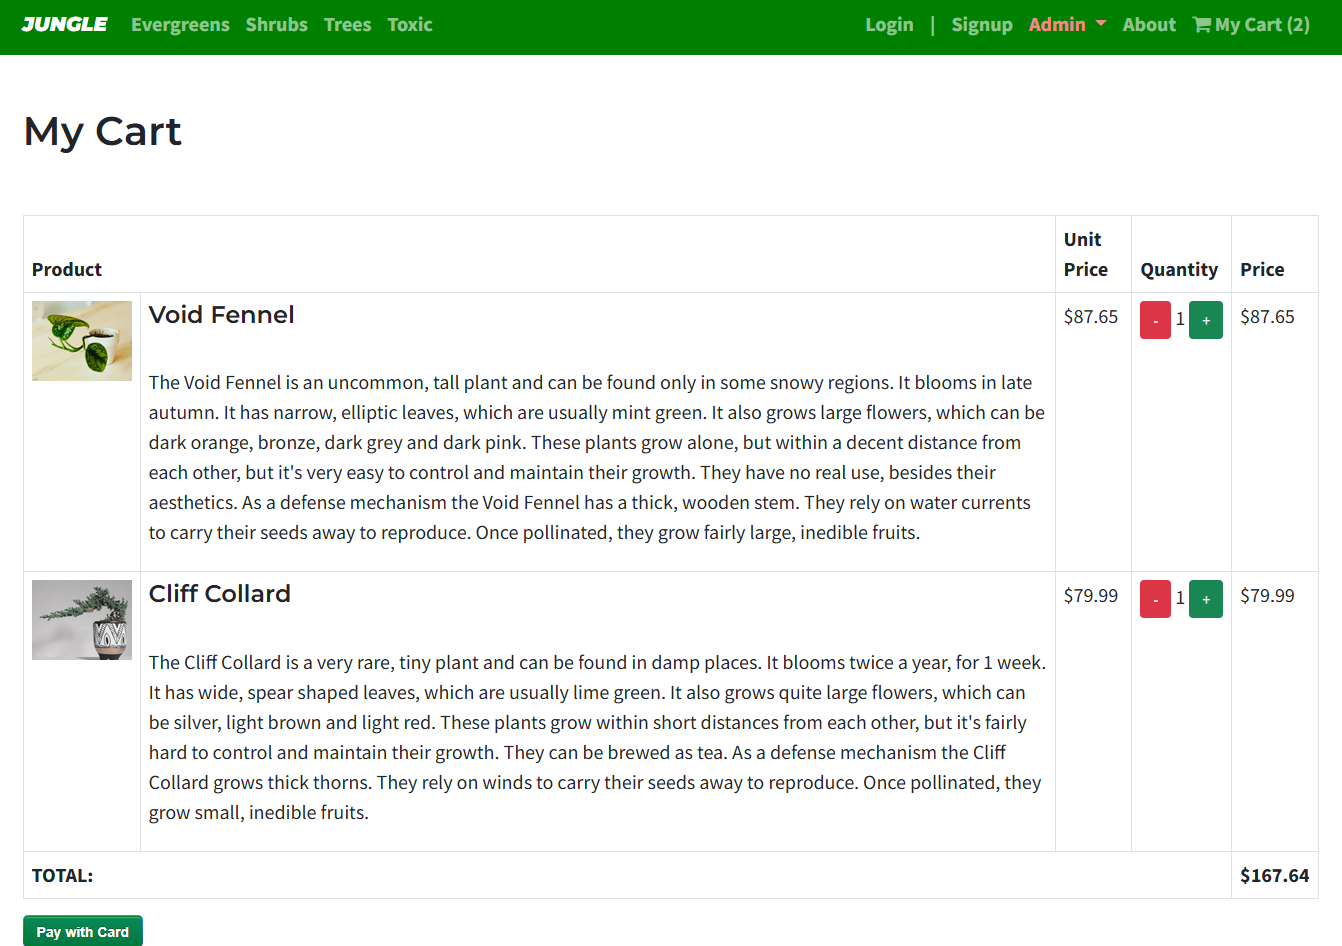 JUNGLE Evergreens Shrubs Trees Toxic Login | Signup Admin About My Cart (2)
My Cart
Product Unit Price Quantity Price
Void Fennel $87.65 - 1 + $87.65
The Void Fennel is an uncommon, tall plant and can be found only in some snowy regions. It blooms in late
autumn. It has narrow, elliptic leaves, which are usually mint green. It also grows large flowers, which can be
dark orange, bronze, dark grey and dark pink. These plants grow alone, but within a decent distance from
each other, but it's very easy to control and maintain their growth. They have no real use, besides their
aesthetics. As a defense mechanism the Void Fennel has a thick, wooden stem. They rely on water currents
to carry their seeds away to reproduce. Once pollinated, they grow fairly large, inedible fruits.
Cliff Collard $79.99 - 1 + $79.99
The Cliff Collard is a very rare, tiny plant and can be found in damp places. It blooms twice a year, for 1 week.
It has wide, spear shaped leaves, which are usually lime green. It also grows quite large flowers, which can
be silver, light brown and light red. These plants grow within short distances from each other, but it's fairly
hard to control and maintain their growth. They can be brewed as tea. As a defense mechanism the Cliff
Collard grows thick thorns. They rely on winds to carry their seeds away to reproduce. Once pollinated, they
grow small, inedible fruits.
TOTAL: $167.64
Pay with Card